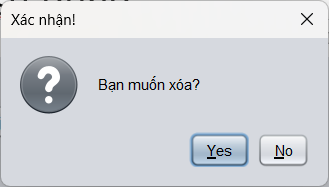 Xác nhận!
Bạn muốn xóa?
Yes
No